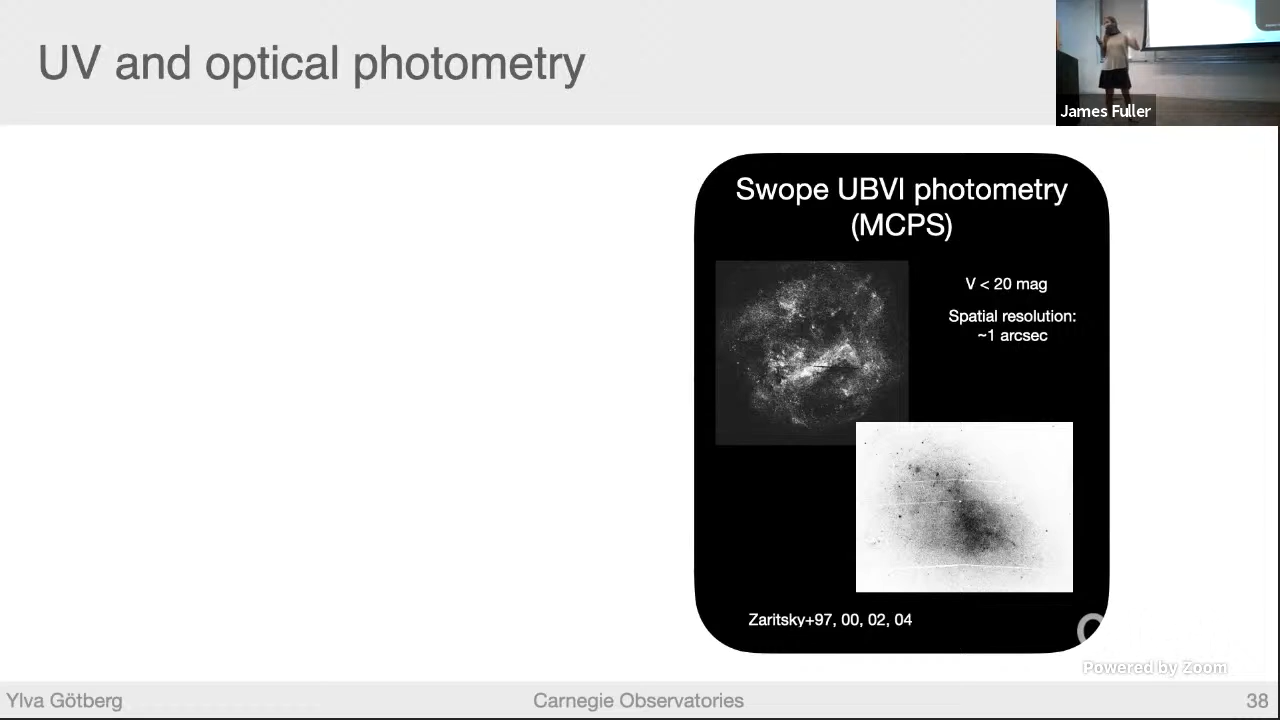 UV and optical photometry
James Fuller
Swope UBVI photometry
(MCPS)
V < 20 mag
Spatial resolution:
~1 arcsec
Zaritsky+97, 00, 02, 04
Powered by Zoom
Ylva Götberg
Carnegie Observatories
38